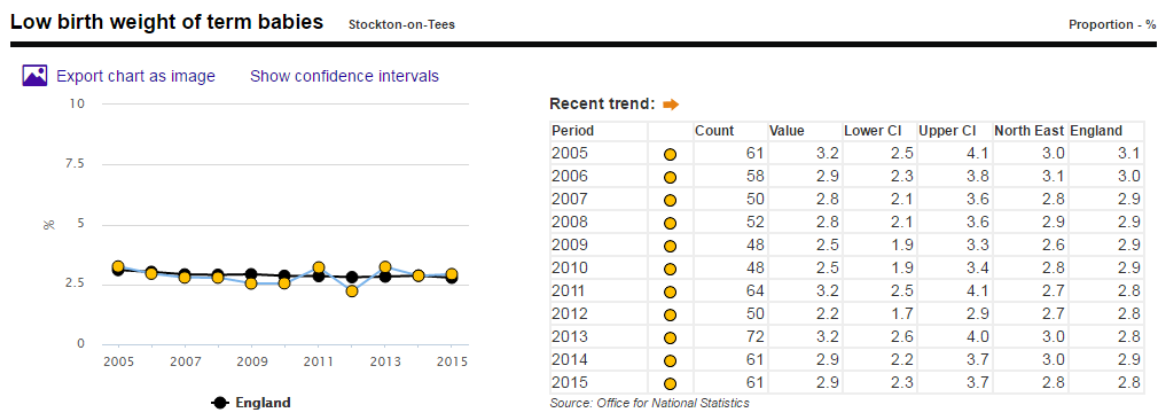 Low birth weight of term babies Stockton-on-Tees Proportion - %
Export chart as image Show confidence intervals
10
7.5
5
2.5
0
%
2005 2007 2009 2011 2013 2015
England
Recent trend:
Period Count Value Lower CI Upper CI North East England
2005 61 3.2 2.5 4.1 3.0 3.1
2006 58 2.9 2.3 3.8 3.1 3.0
2007 50 2.8 2.1 3.6 2.8 2.9
2008 52 2.8 2.1 3.6 2.9 2.9
2009 48 2.5 1.9 3.3 2.6 2.9
2010 48 2.5 1.9 3.4 2.8 2.9
2011 64 3.2 2.5 4.1 2.7 2.8
2012 50 2.2 1.7 2.9 2.7 2.8
2013 72 3.2 2.6 4.0 3.0 2.8
2014 61 2.9 2.2 3.7 3.0 2.9
2015 61 2.9 2.3 3.7 2.8 2.8
Source: Office for National Statistics